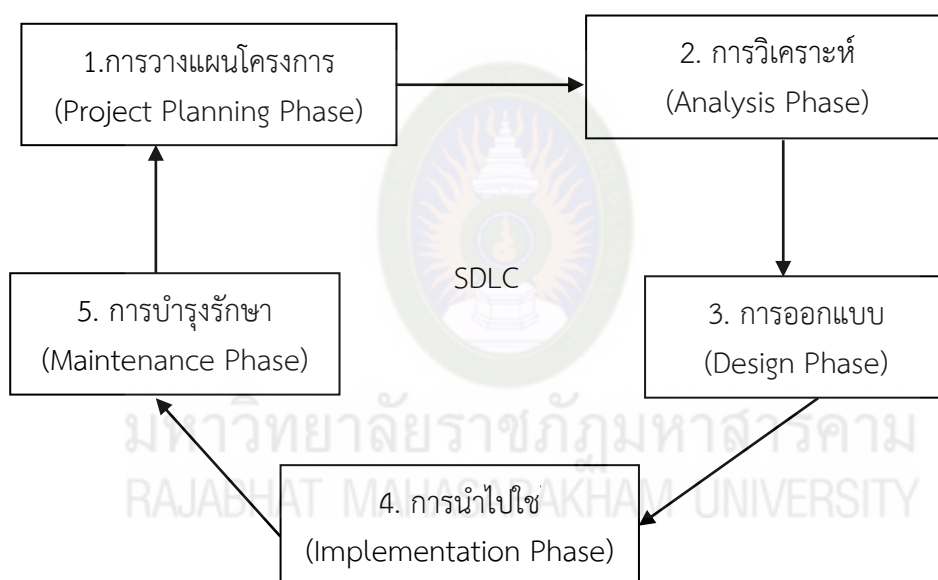 1.การวางแผนโครงการ
(Project Planning Phase)
2. การวิเคราะห์
(Analysis Phase)
SDLC
5. การบำรุงรักษา
(Maintenance Phase)
3. การออกแบบ
(Design Phase)
มหาวิทยาลัยราชภัฏมหาสารคาม
RAJABHAT MAHASARAKHAM UNIVERSITY
4. การนำไปใช้
(Implementation Phase)